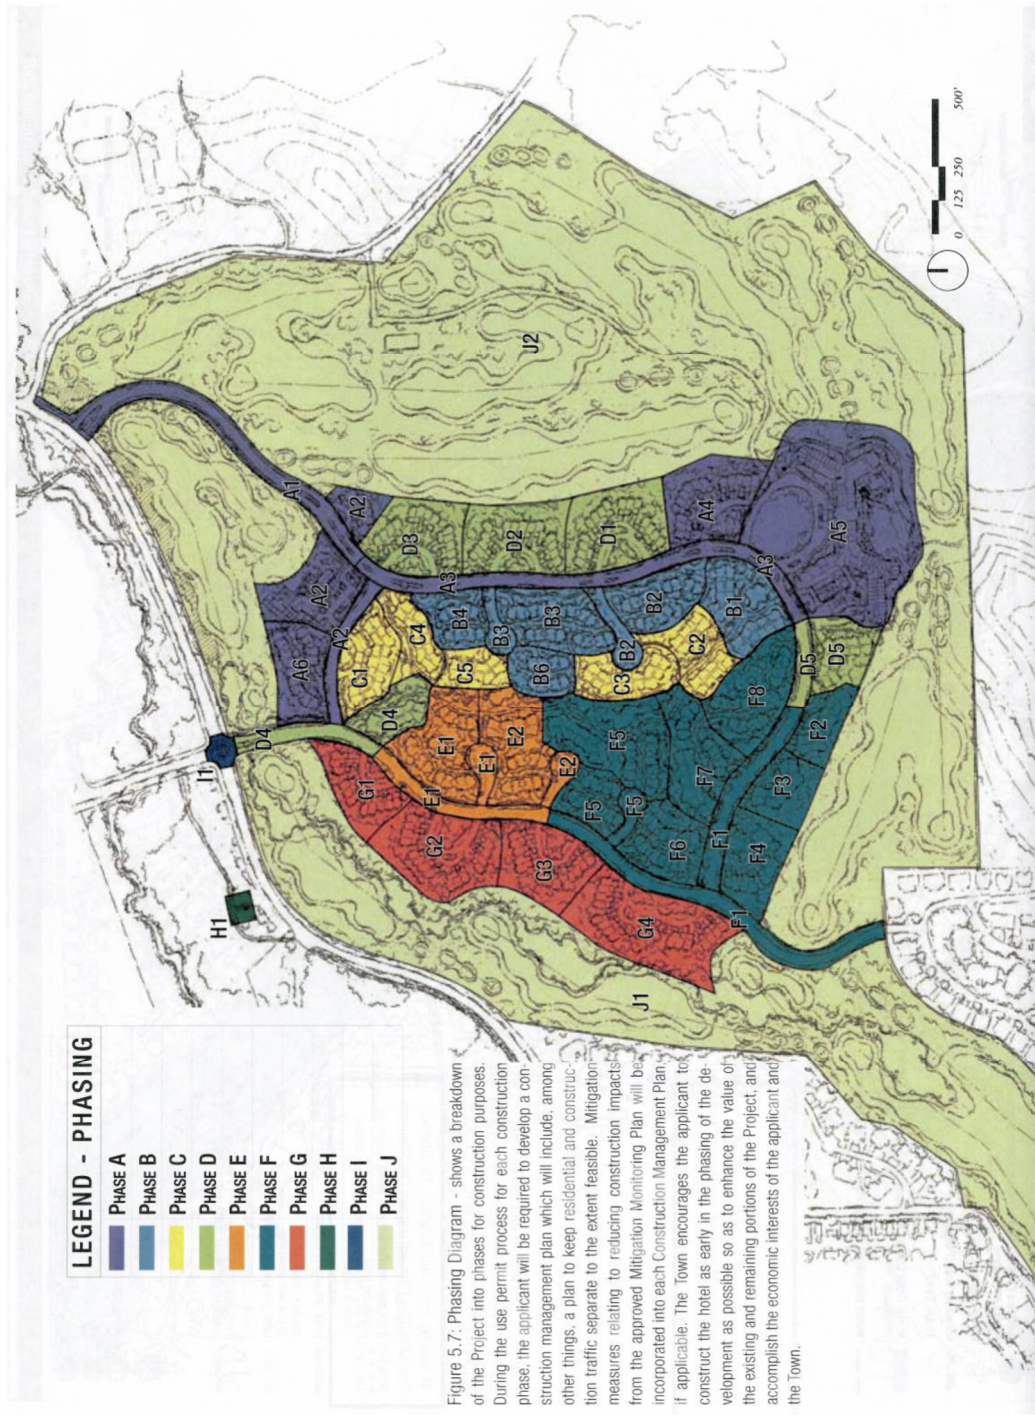 LEGEND - PHASING
PHASE A
PHASE B
PHASE C
PHASE D
PHASE E
PHASE F
PHASE G
PHASE H
PHASE I
PHASE J
Figure 5.7: Phasing Diagram - shows a breakdown
of the Project into phases for construction purposes.
During the use permit process for each construction
phase, the applicant will be required to develop a con-
struction management plan which will include, among
other things, a plan to keep residential and construc-
tion traffic separate to the extent feasible. Mitigation
measures relating to reducing construction impacts
from the approved Mitigation Monitoring Plan will be
incorporated into each Construction Management Plan,
if applicable. The Town encourages the applicant to
construct the hotel as early in the phasing of the de-
velopment as possible so as to enhance the value of
the existing and remaining portions of the Project, and
accomplish the economic interests of the applicant and
the Town.
H1
I1
D4
J1
G1
G2
G3
G4
E1
E1
E1
E2
E2
D4
A6
A2
A2
A2
A1
C1
C4
C5
C3
C2
B4
B3
B3
B6
B2
B2
B1
A3
A3
D3
D2
D1
A4
A5
D5
D5
F5
F5
F5
F6
F7
F8
F1
F1
F2
F3
F4
J2
0 125 250 500'